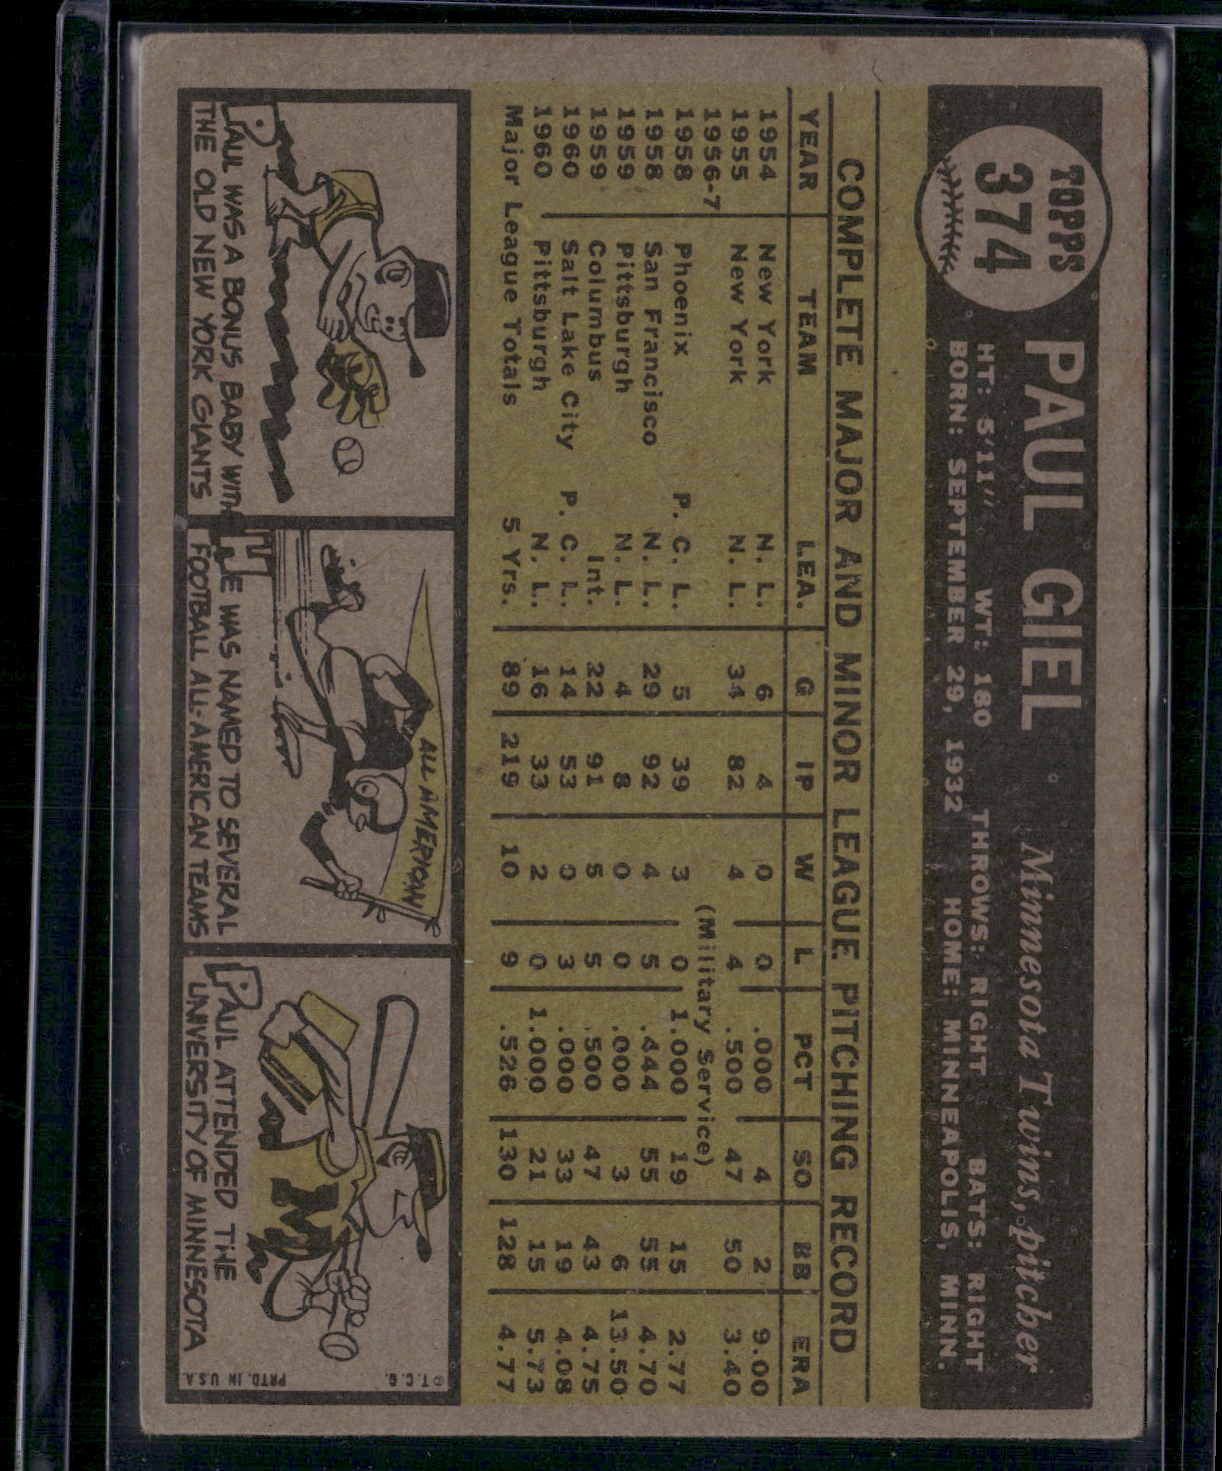 TOPPS
374
PAUL GIEL Minnesota Twins, pitcher
HT: 5'11" WT: 180 THROWS: RIGHT BATS: RIGHT
BORN: SEPTEMBER 29, 1932 HOME: MINNEAPOLIS, MINN.
COMPLETE MAJOR AND MINOR LEAGUE PITCHING RECORD
YEAR TEAM LEA. G IP W L PCT SO BB ERA
1954 New York N. L. 6 4 0 0 .000 4 2 9.00
1955 New York N. L. 34 82 4 4 .500 47 50 3.40
1956-7 (Military Service)
1958 Phoenix P. C. L. 5 39 3 0 1.000 19 15 2.77
1958 San Francisco N. L. 29 92 4 5 .444 55 55 4.70
1959 Pittsburgh N. L. 4 8 0 0 .000 3 6 13.50
1959 Columbus Int. 22 91 5 5 .500 47 43 4.75
1960 Salt Lake City P. C. L. 14 53 0 3 .000 33 19 4.08
1960 Pittsburgh N. L. 16 33 2 0 1.000 21 15 5.73
Major League Totals 5 Yrs. 89 219 10 9 .526 130 128 4.77
PAUL WAS A BONUS BABY WITH
THE OLD NEW YORK GIANTS
ALL AMERICAN
HE WAS NAMED TO SEVERAL
FOOTBALL ALL-AMERICAN TEAMS
M
PAUL ATTENDED THE
UNIVERSITY OF MINNESOTA
© T.C.G. PRTD. IN U.S.A.